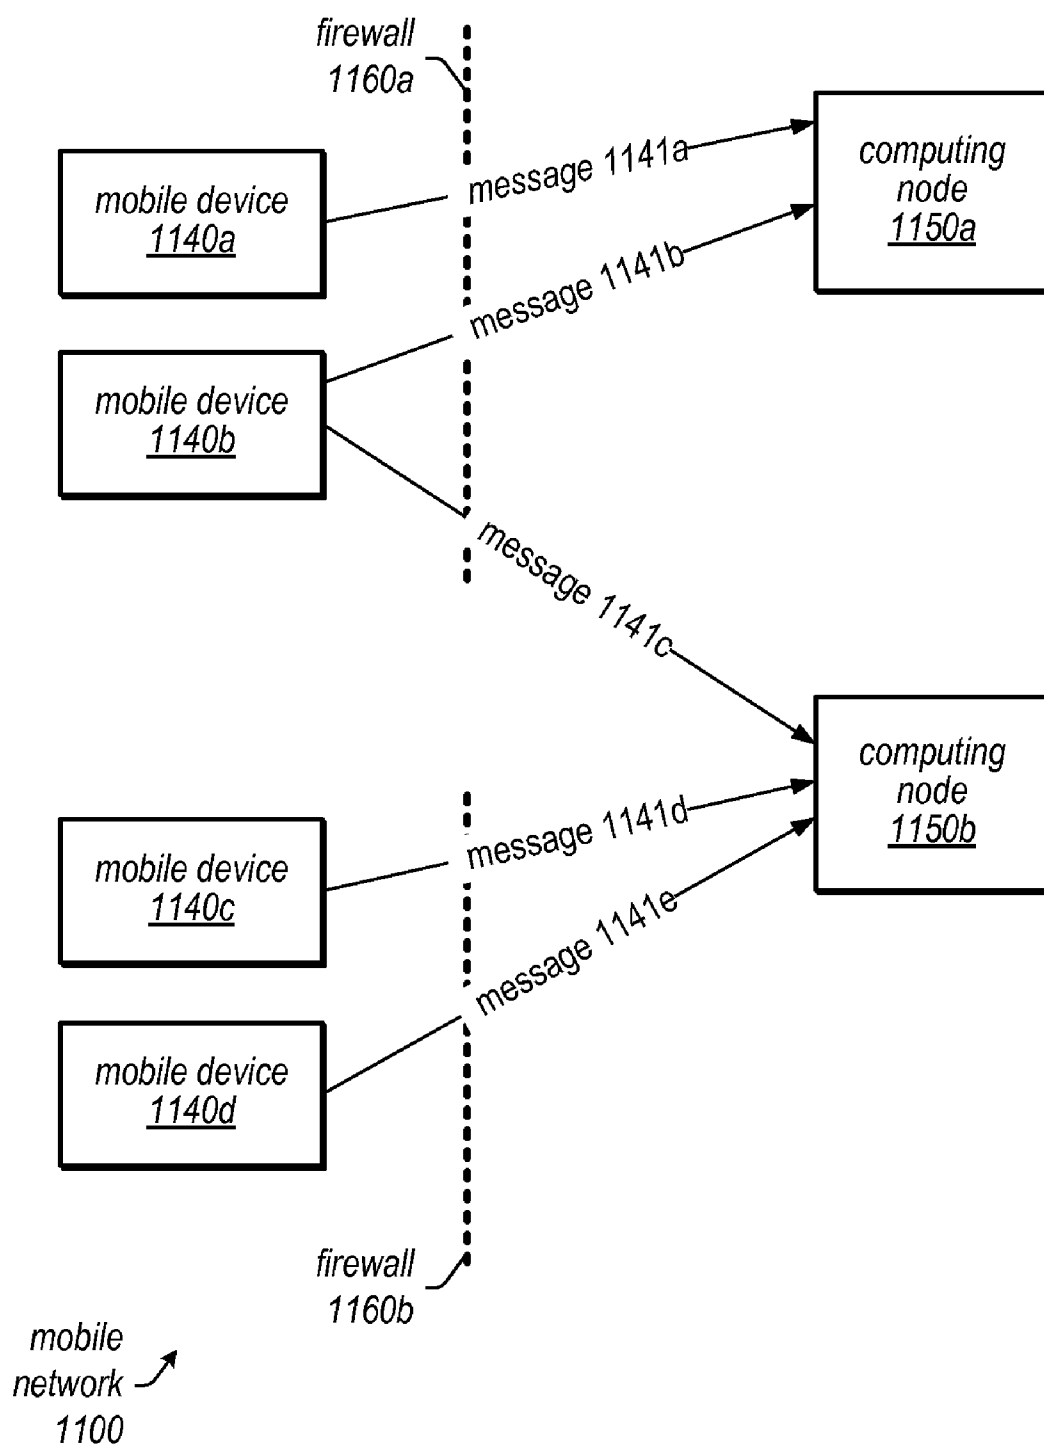 firewall
1160a
mobile device
1140a
message 1141a
computing
node
1150a
message 1141b
mobile device
1140b
message 1141c
computing
node
1150b
mobile device
1140c
message 1141d
message 1141e
mobile device
1140d
firewall
1160b
mobile
network
1100